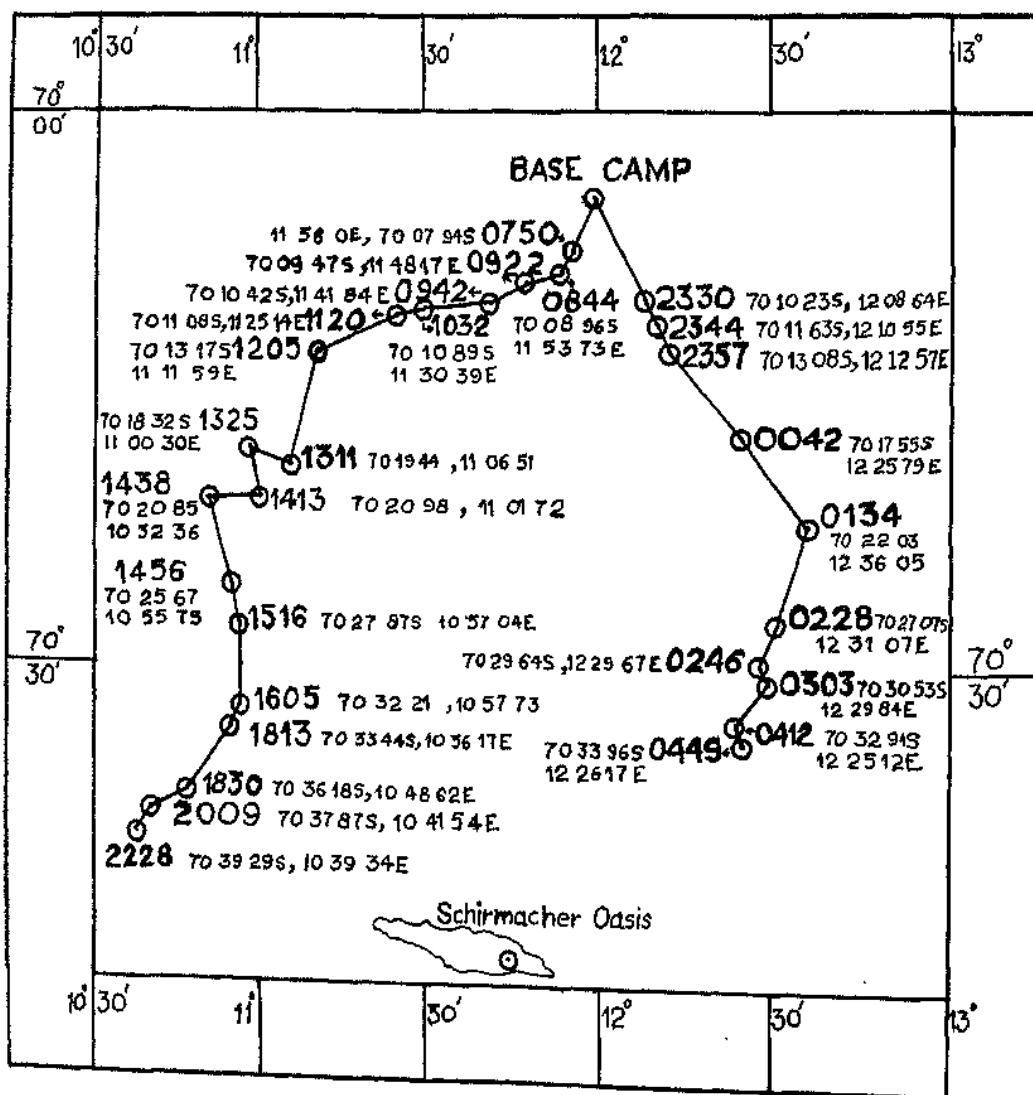 10° 30' 11° 30' 12° 30' 13°
70° 00'
BASE CAMP
11 58 0E, 70 07 94S 0750
70 09 47S, 11 48 17 E 0922
0844
70 08 96S
11 53 73 E
70 10 42S, 11 41 84 E 0942
1032
70 10 89S
11 30 39E
70 11 08S, 11 25 14E 1120
70 13 17S 1205
11 11 59E
2330 70 10 23S, 12 08 64E
2344 70 11 63S, 12 10 55E
2357 70 13 08S, 12 12 57E
70 18 32S 1325
11 00 30E
1311 70 19 44 , 11 06 51
0042 70 17 55S
12 25 79 E
1438
70 20 85
10 32 36
1413 70 20 98 , 11 01 72
0134
70 22 03
12 36 05
1456
70 25 67
10 55 75
1516 70 27 87S 10 57 04E
0228 70 27 07S
12 31 07E
70° 30'
70 29 64S, 12 29 67E 0246
70° 30'
0303 70 30 53S
12 29 84E
1605 70 32 21 , 10 57 73
1813 70 33 44S, 10 36 17E
70 33 96S 0449
12 26 17 E
0412 70 32 91S
12 25 12E
1830 70 36 18S, 10 48 62E
2009 70 37 87S, 10 41 54E
2228 70 39 29S, 10 39 34E
Schirmacher Oasis
10° 30' 11° 30' 12° 30' 13°